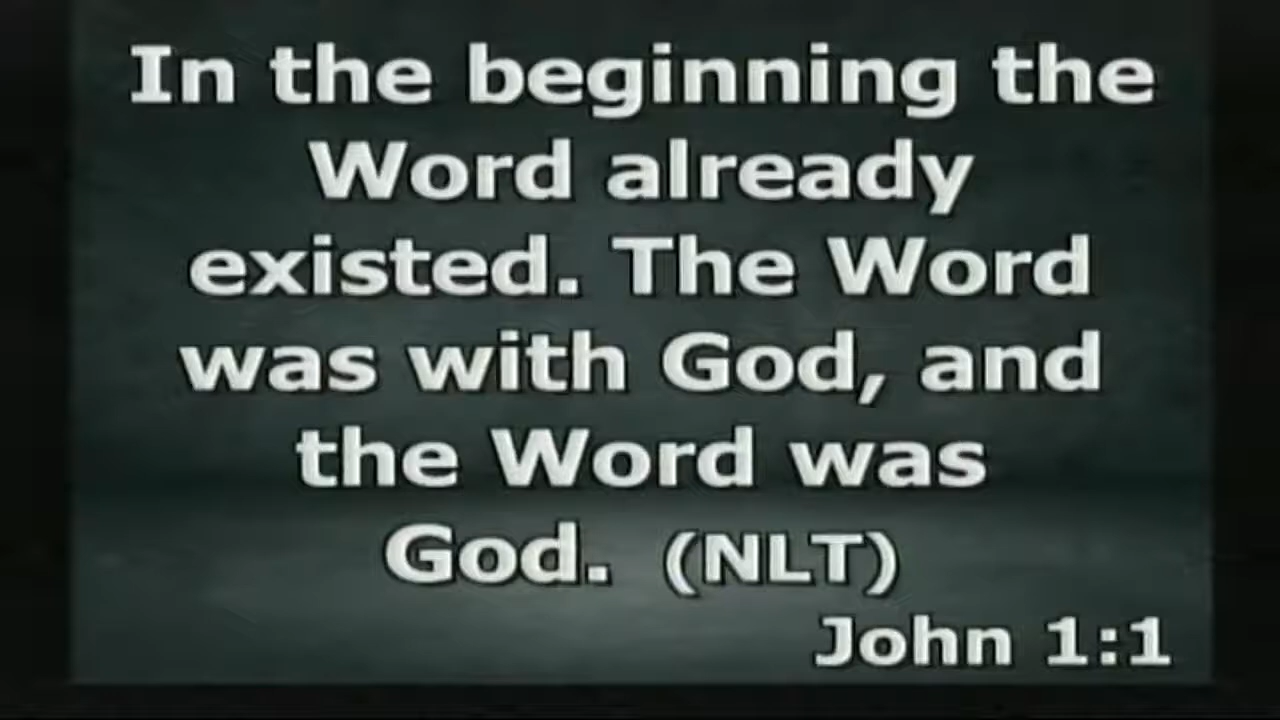 In the beginning the
Word already
existed. The Word
was with God, and
the Word was
God. (NLT)
John 1:1